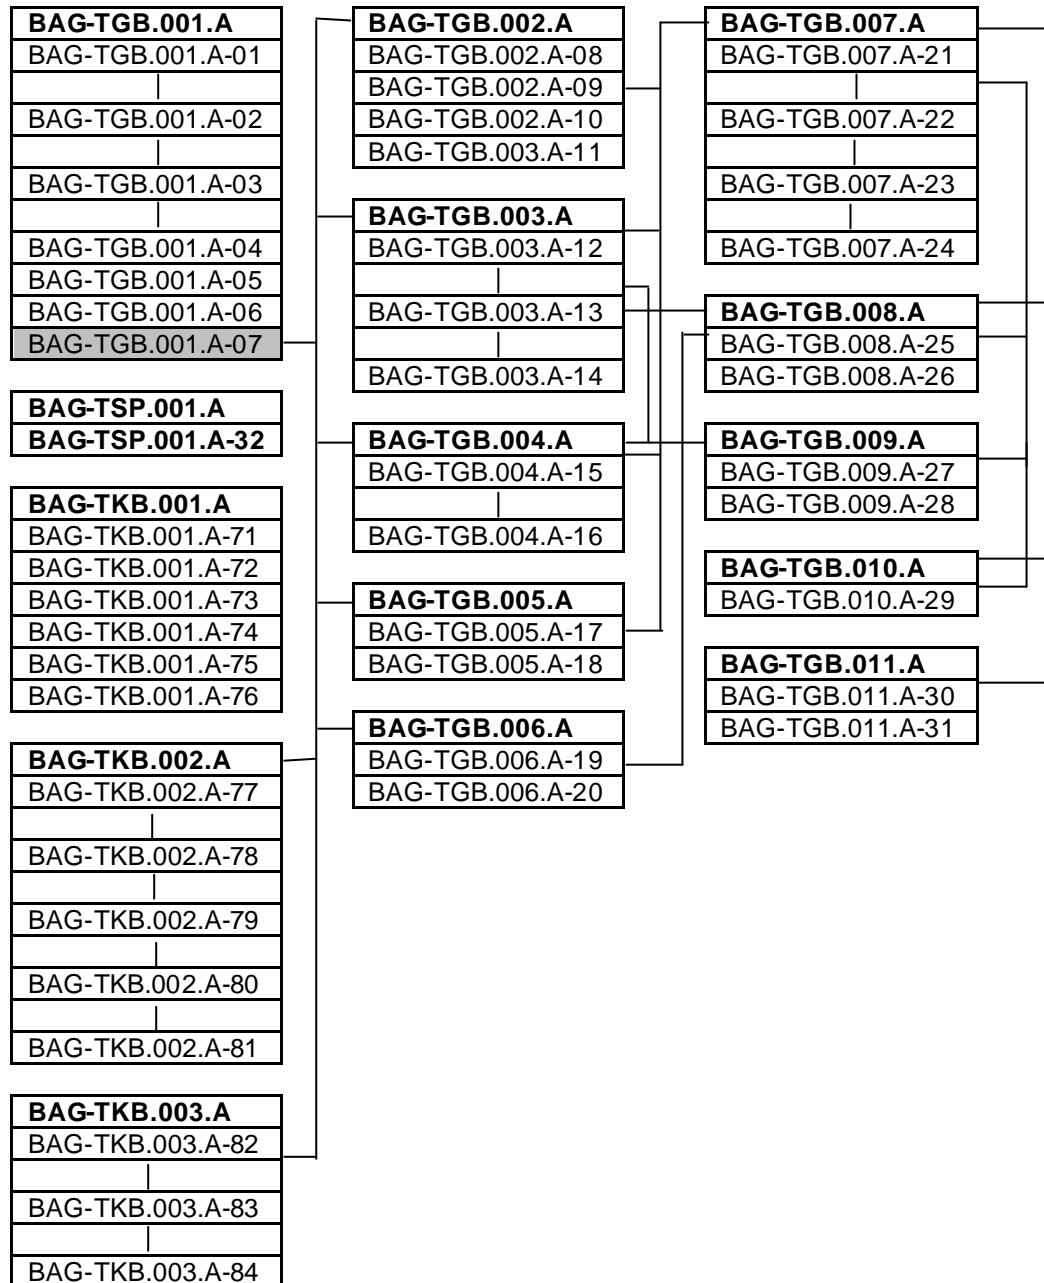 BAG-TGB.001.A
BAG-TGB.001.A-01
BAG-TGB.001.A-02
BAG-TGB.001.A-03
BAG-TGB.001.A-04
BAG-TGB.001.A-05
BAG-TGB.001.A-06
BAG-TGB.001.A-07
BAG-TSP.001.A
BAG-TSP.001.A-32
BAG-TKB.001.A
BAG-TKB.001.A-71
BAG-TKB.001.A-72
BAG-TKB.001.A-73
BAG-TKB.001.A-74
BAG-TKB.001.A-75
BAG-TKB.001.A-76
BAG-TKB.002.A
BAG-TKB.002.A-77
BAG-TKB.002.A-78
BAG-TKB.002.A-79
BAG-TKB.002.A-80
BAG-TKB.002.A-81
BAG-TKB.003.A
BAG-TKB.003.A-82
BAG-TKB.003.A-83
BAG-TKB.003.A-84
BAG-TGB.002.A
BAG-TGB.002.A-08
BAG-TGB.002.A-09
BAG-TGB.002.A-10
BAG-TGB.003.A-11
BAG-TGB.003.A
BAG-TGB.003.A-12
BAG-TGB.003.A-13
BAG-TGB.003.A-14
BAG-TGB.004.A
BAG-TGB.004.A-15
BAG-TGB.004.A-16
BAG-TGB.005.A
BAG-TGB.005.A-17
BAG-TGB.005.A-18
BAG-TGB.006.A
BAG-TGB.006.A-19
BAG-TGB.006.A-20
BAG-TGB.007.A
BAG-TGB.007.A-21
BAG-TGB.007.A-22
BAG-TGB.007.A-23
BAG-TGB.007.A-24
BAG-TGB.008.A
BAG-TGB.008.A-25
BAG-TGB.008.A-26
BAG-TGB.009.A
BAG-TGB.009.A-27
BAG-TGB.009.A-28
BAG-TGB.010.A
BAG-TGB.010.A-29
BAG-TGB.011.A
BAG-TGB.011.A-30
BAG-TGB.011.A-31